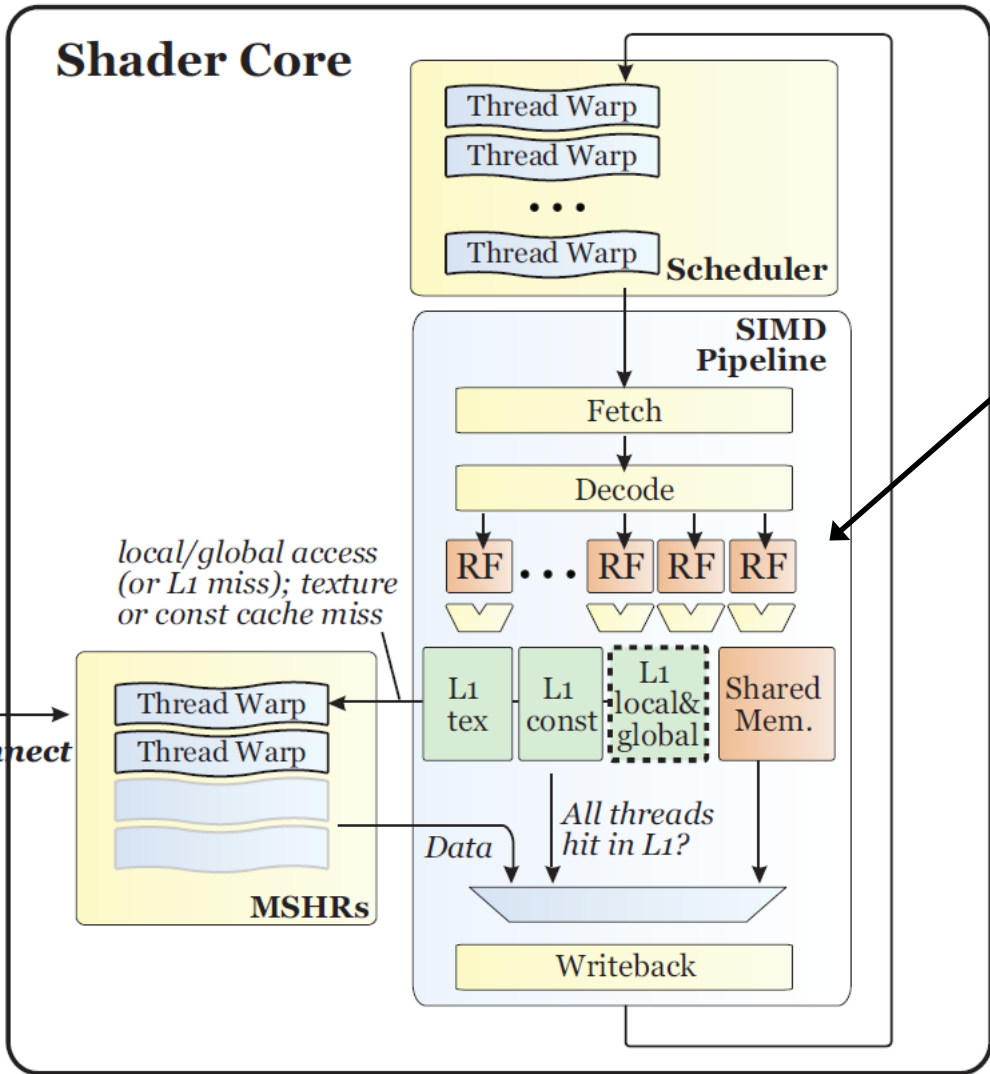 Shader Core
Thread Warp
Thread Warp
• • •
Thread Warp
Scheduler
SIMD
Pipeline
Fetch
Decode
RF • • • RF RF RF
local/global access
(or L1 miss); texture
or const cache miss
L1
tex
L1
const
L1
local&
global
Shared
Mem.
Thread Warp
Thread Warp
MSHRs
Data
All threads
hit in L1?
Writeback